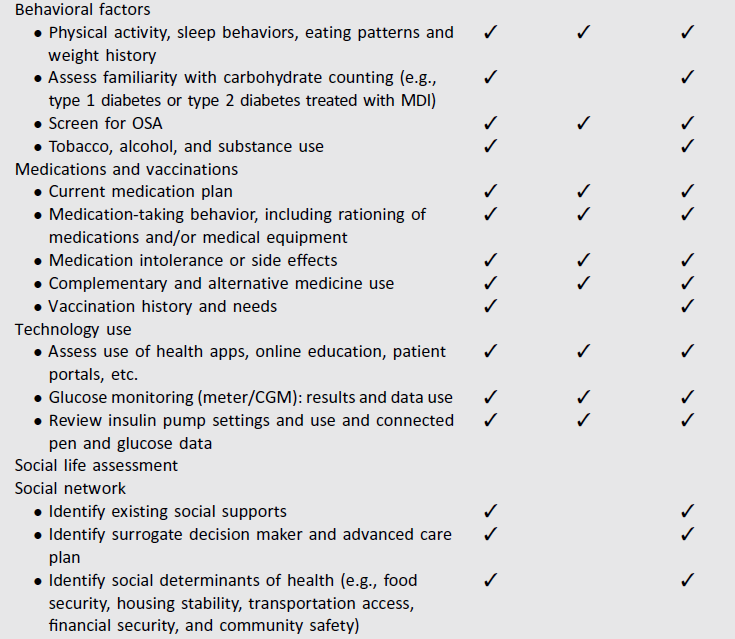 Behavioral factors
• Physical activity, sleep behaviors, eating patterns and ✓ ✓ ✓
weight history
• Assess familiarity with carbohydrate counting (e.g., ✓ ✓
type 1 diabetes or type 2 diabetes treated with MDI)
• Screen for OSA ✓ ✓ ✓
• Tobacco, alcohol, and substance use ✓ ✓
Medications and vaccinations
• Current medication plan ✓ ✓ ✓
• Medication-taking behavior, including rationing of ✓ ✓ ✓
medications and/or medical equipment
• Medication intolerance or side effects ✓ ✓ ✓
• Complementary and alternative medicine use ✓ ✓ ✓
• Vaccination history and needs ✓ ✓
Technology use
• Assess use of health apps, online education, patient ✓ ✓ ✓
portals, etc.
• Glucose monitoring (meter/CGM): results and data use ✓ ✓ ✓
• Review insulin pump settings and use and connected ✓ ✓ ✓
pen and glucose data
Social life assessment
Social network
• Identify existing social supports ✓ ✓
• Identify surrogate decision maker and advanced care ✓ ✓
plan
• Identify social determinants of health (e.g., food ✓ ✓
security, housing stability, transportation access,
financial security, and community safety)